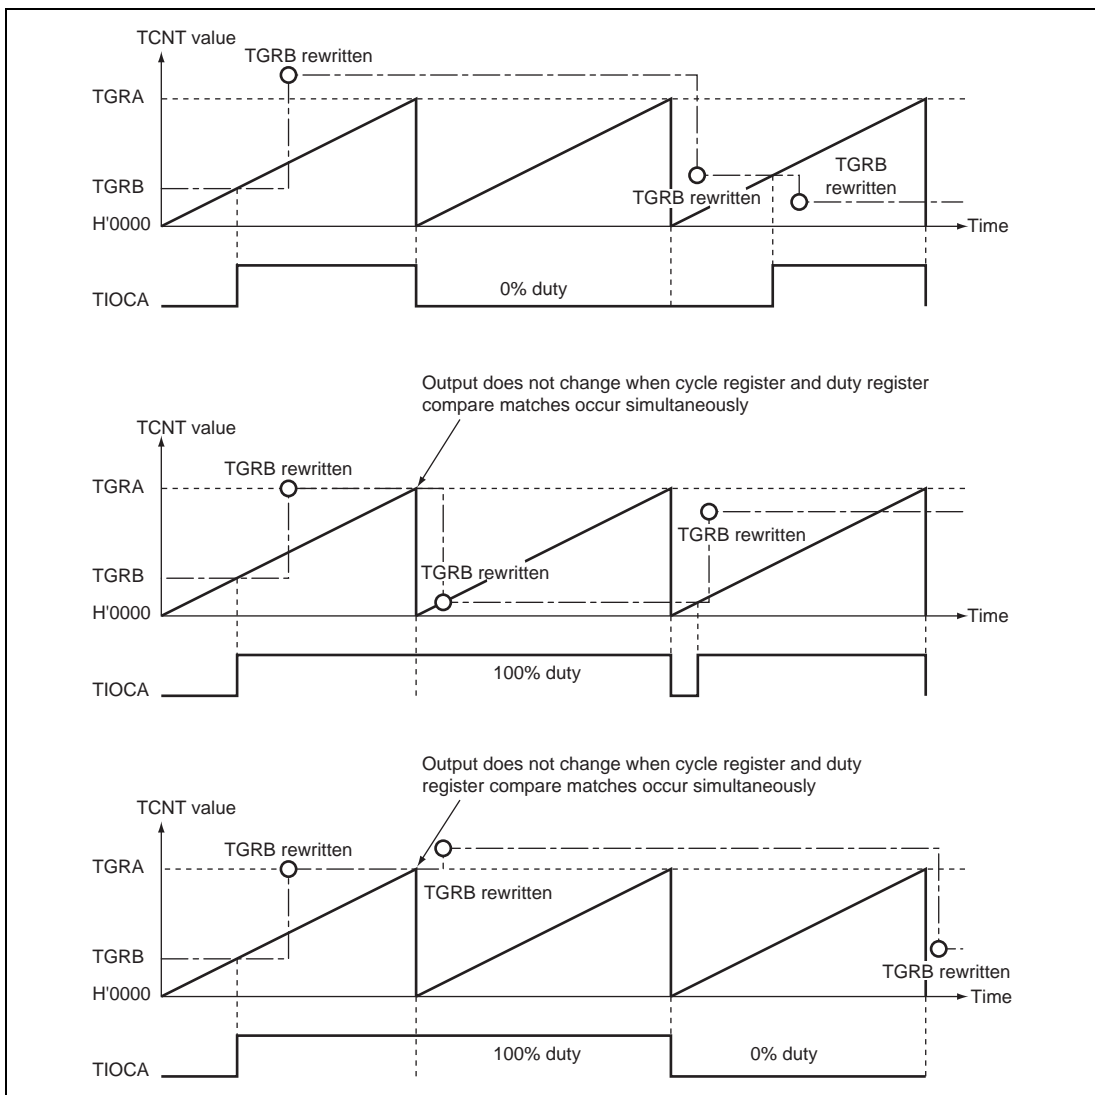 TCNT value
TGRB rewritten
TGRA
TGRB
rewritten
TGRB
TGRB rewritten
H'0000
Time
0% duty
TIOCA
Output does not change when cycle register and duty register
compare matches occur simultaneously
TCNT value
TGRB rewritten
TGRA
TGRB rewritten
TGRB
TGRB rewritten
H'0000
Time
100% duty
TIOCA
Output does not change when cycle register and duty
register compare matches occur simultaneously
TCNT value
TGRB rewritten
TGRA
TGRB rewritten
TGRB
TGRB rewritten
H'0000
Time
100% duty
0% duty
TIOCA